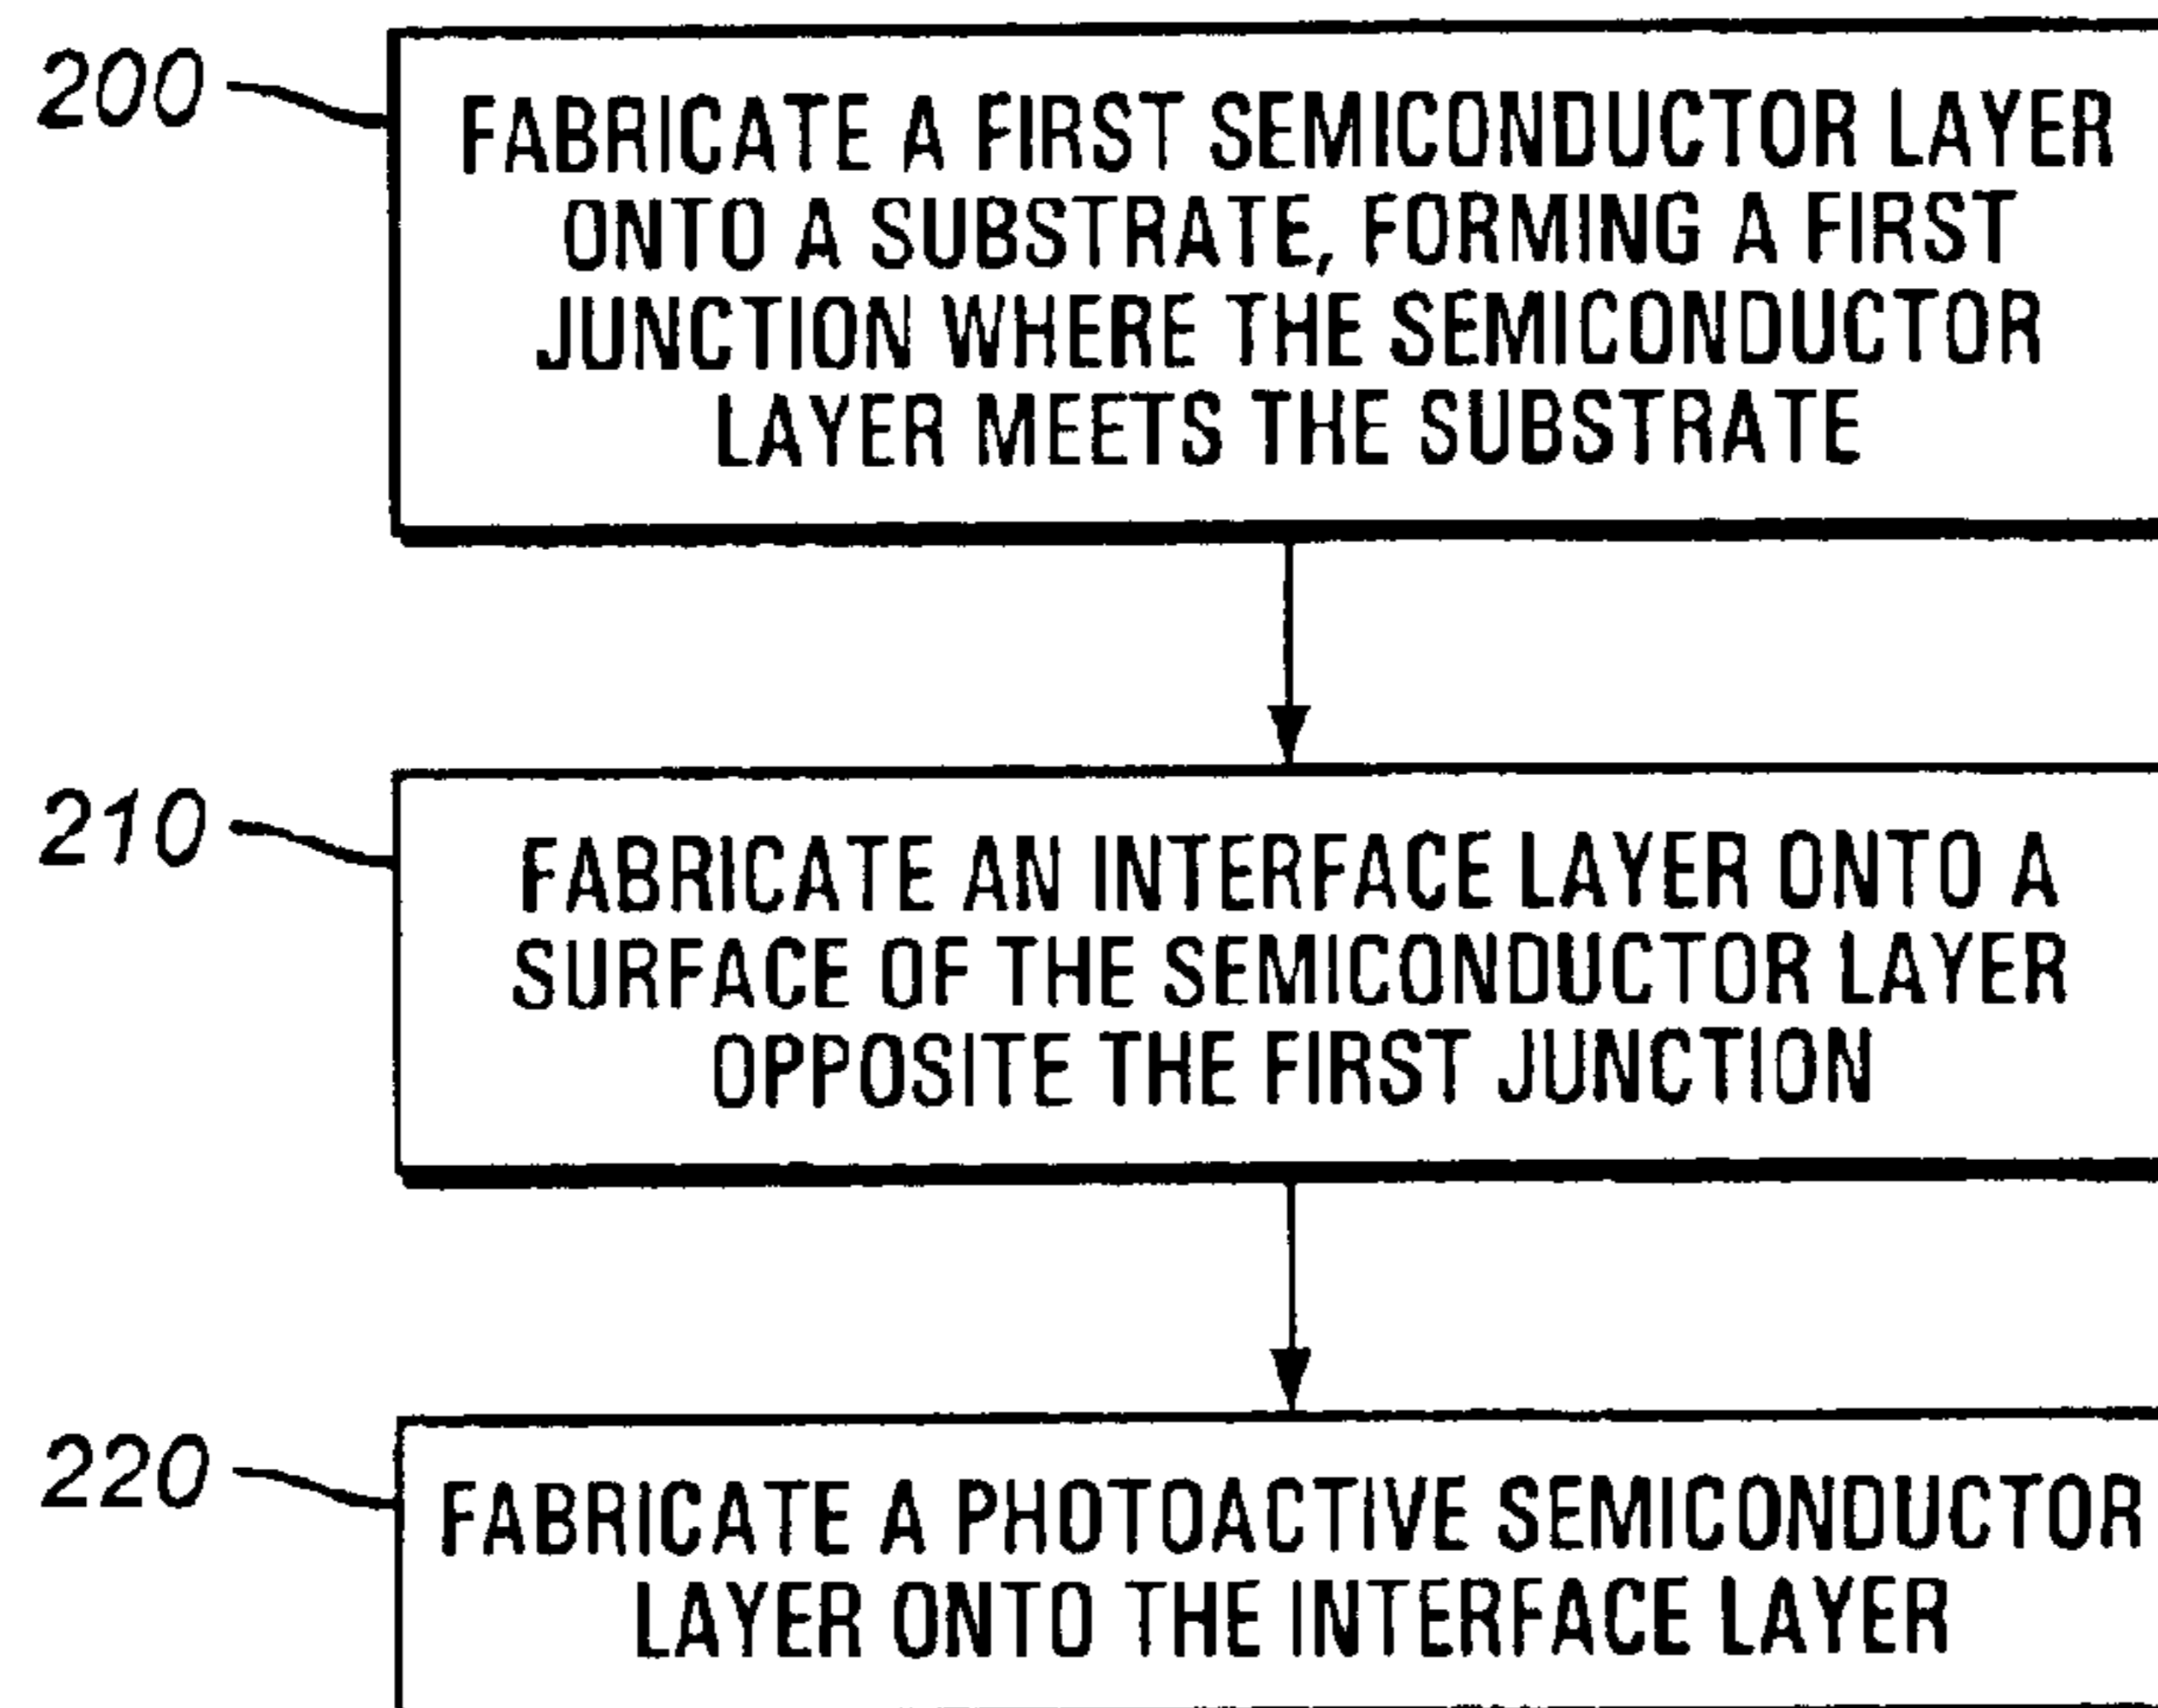 200
FABRICATE A FIRST SEMICONDUCTOR LAYER
ONTO A SUBSTRATE, FORMING A FIRST
JUNCTION WHERE THE SEMICONDUCTOR
LAYER MEETS THE SUBSTRATE
210
FABRICATE AN INTERFACE LAYER ONTO A
SURFACE OF THE SEMICONDUCTOR LAYER
OPPOSITE THE FIRST JUNCTION
220
FABRICATE A PHOTOACTIVE SEMICONDUCTOR
LAYER ONTO THE INTERFACE LAYER